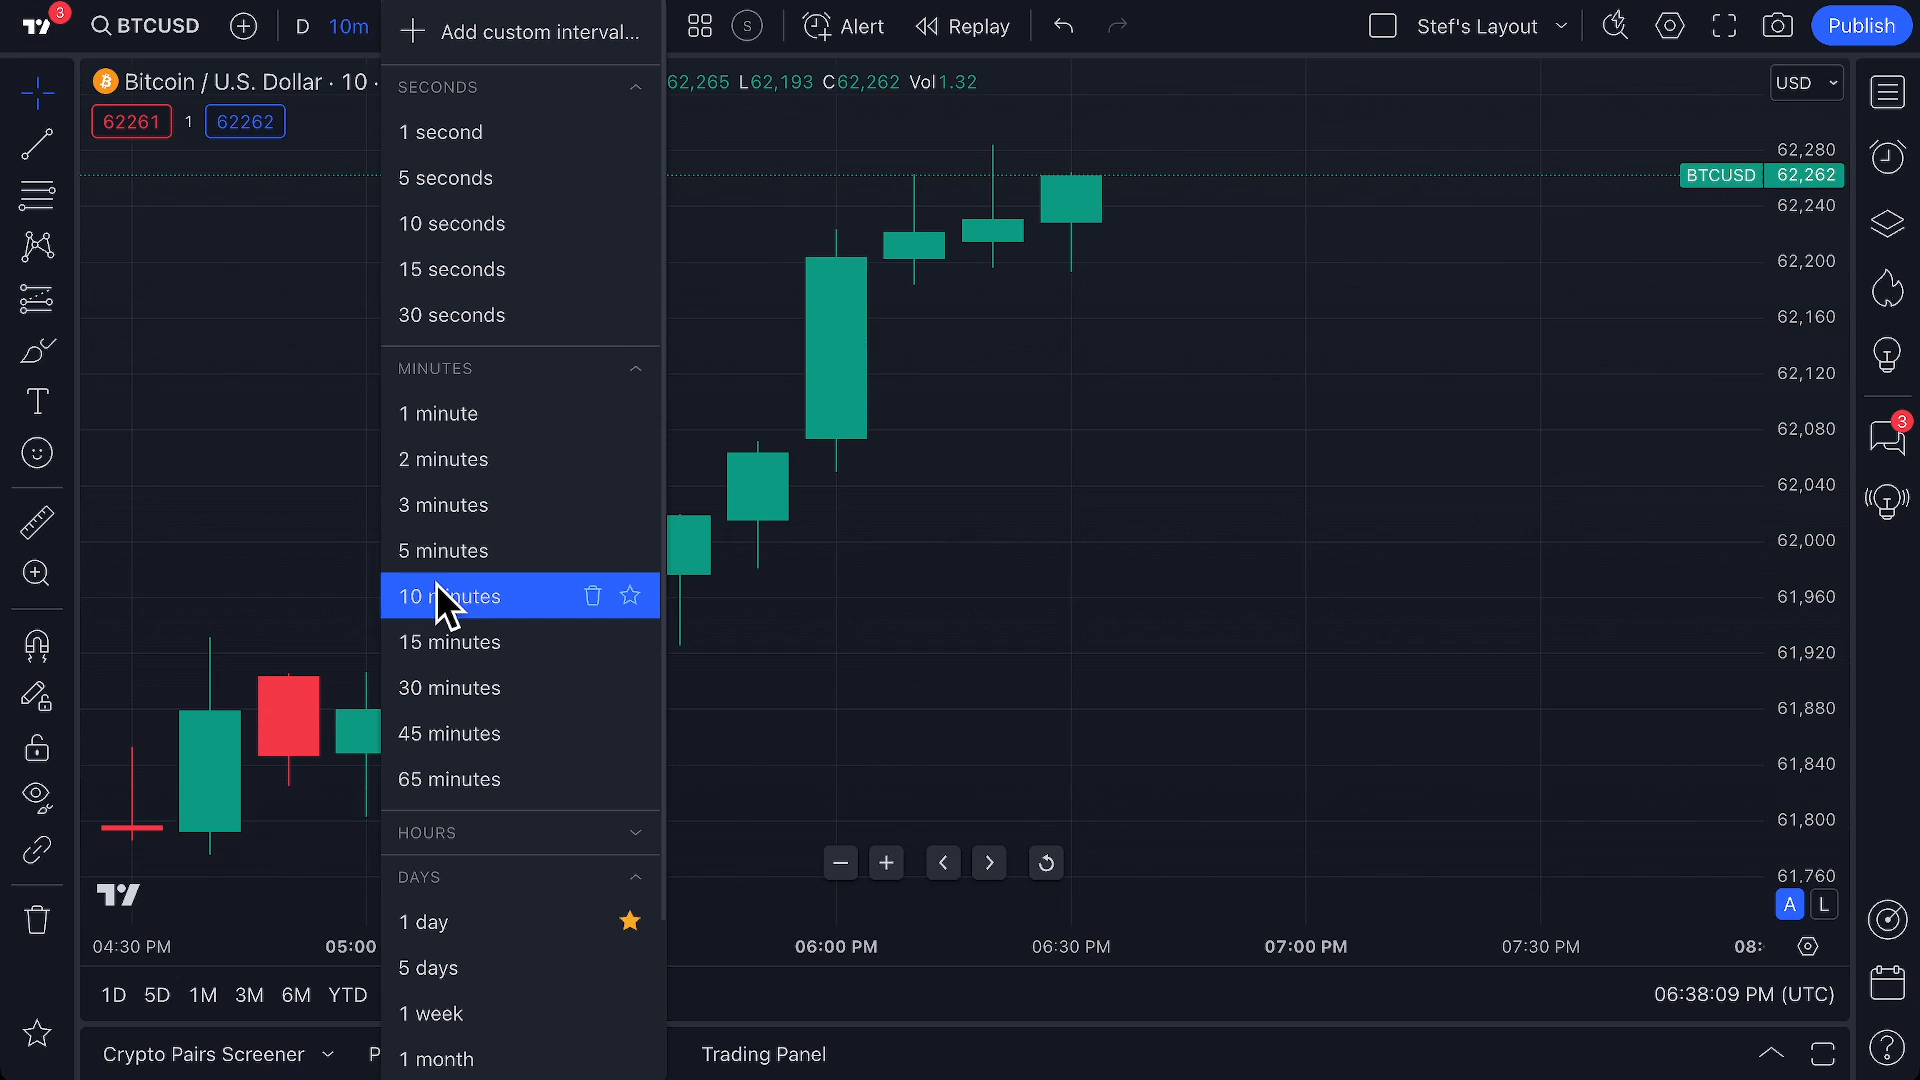 3
BTCUSD
D
10m
S
Alert
Replay
Stef's Layout
Publish
Bitcoin / U.S. Dollar · 10 ·
62,265 L62,193 C62,262 Vol1.32
USD
62261
1
62262
Add custom interval...
SECONDS
1 second
5 seconds
10 seconds
15 seconds
30 seconds
MINUTES
1 minute
2 minutes
3 minutes
5 minutes
10 minutes
15 minutes
30 minutes
45 minutes
65 minutes
HOURS
DAYS
1 day
5 days
1 week
1 month
62,280
BTCUSD 62,262
62,240
62,200
62,160
62,120
62,080
62,040
62,000
61,960
61,920
61,880
61,840
61,800
61,760
3
A L
04:30 PM
05:00
06:00 PM
06:30 PM
07:00 PM
07:30 PM
08:
1D 5D 1M 3M 6M YTD
06:38:09 PM (UTC)
Crypto Pairs Screener
P
Trading Panel